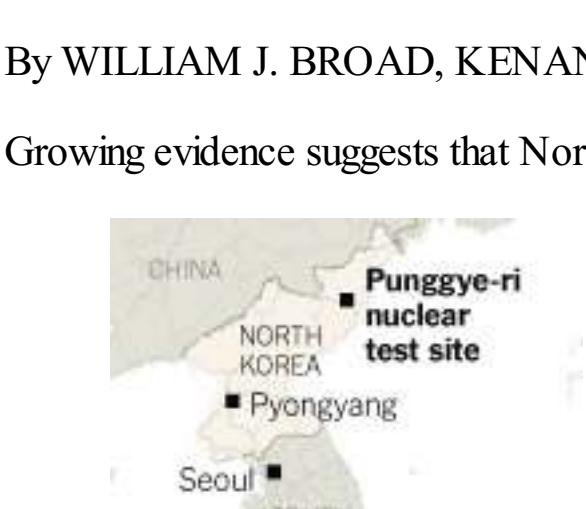 By WILLIAM J. BROAD, KENAN
Growing evidence suggests that Nor
CHINA
Punggye-ri
nuclear
test site
NORTH
KOREA
Pyongyang
Seoul